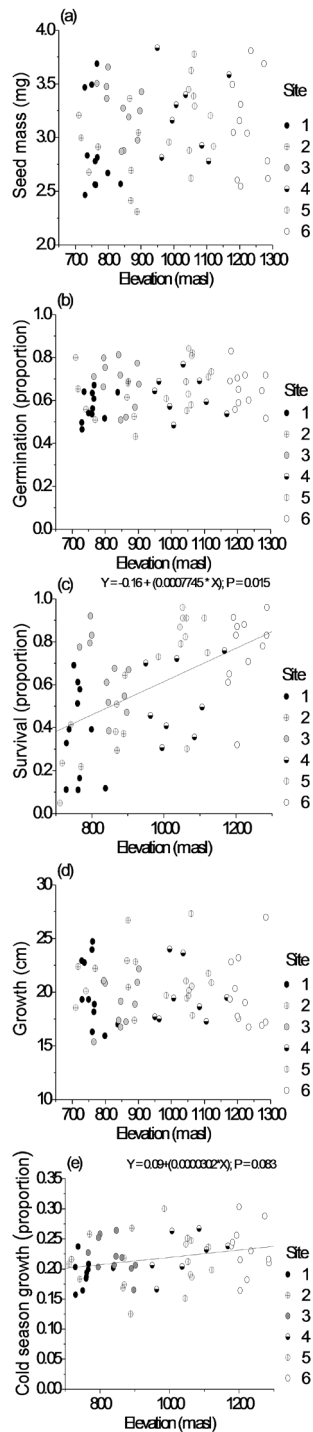 (a)
4.0
3.5
3.0
2.5
2.0
Seed mass (mg)
700 800 900 1000 1100 1200 1300
Elevation (masl)
Site
1
2
3
4
5
6
(b)
1.0
0.8
0.6
0.4
0.2
0.0
Germination (proportion)
700 800 900 1000 1100 1200 1300
Elevation (masl)
Site
1
2
3
4
5
6
(c)
Y = -0.16 + (0.0007745 * X); P = 0.015
1.0
0.8
0.6
0.4
0.2
0.0
Survival (proportion)
800 1000 1200
Elevation (masl)
Site
1
2
3
4
5
6
(d)
30
25
20
15
10
Growth (cm)
700 800 900 1000 1100 1200 1300
Elevation (masl)
Site
1
2
3
4
5
6
(e)
Y = 0.09+(0.0000302*X); P = 0.083
0.35
0.30
0.25
0.20
0.15
0.10
0.05
0.00
Cold season growth (proportion)
800 1000 1200
Elevation (masl)
Site
1
2
3
4
5
6